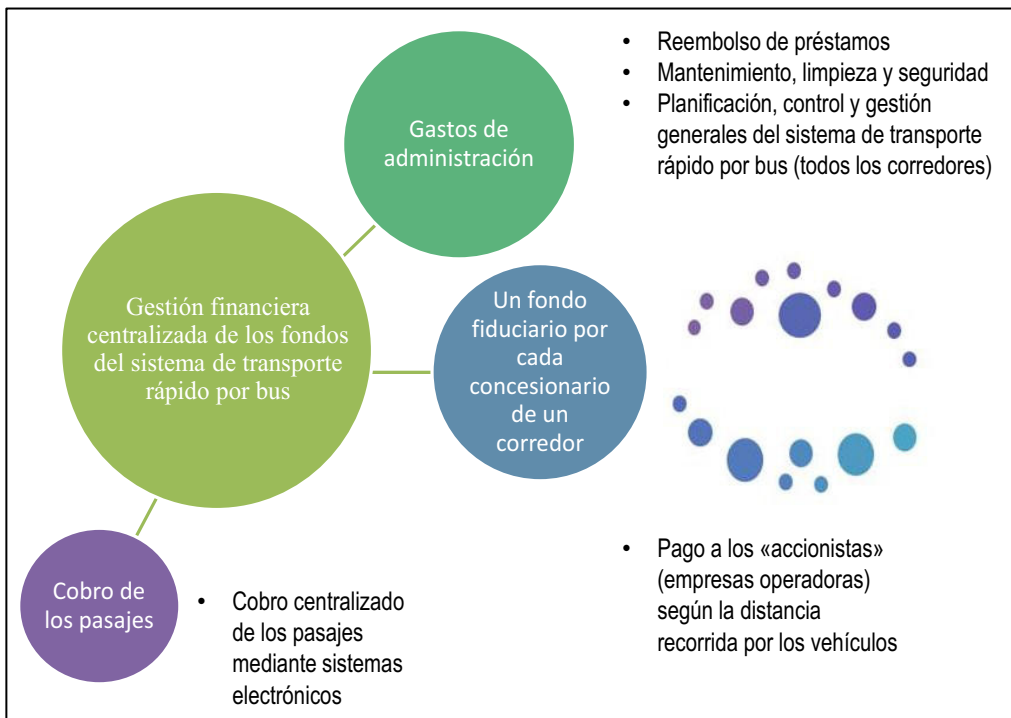 Gastos de
administración
• Reembolso de préstamos
• Mantenimiento, limpieza y seguridad
• Planificación, control y gestión
generales del sistema de transporte
rápido por bus (todos los corredores)
Gestión financiera
centralizada de los fondos
del sistema de transporte
rápido por bus
Un fondo
fiduciario por
cada
concesionario
de un
corredor
• Pago a los «accionistas»
(empresas operadoras)
según la distancia
recorrida por los vehículos
Cobro de
los pasajes
• Cobro centralizado
de los pasajes
mediante sistemas
electrónicos